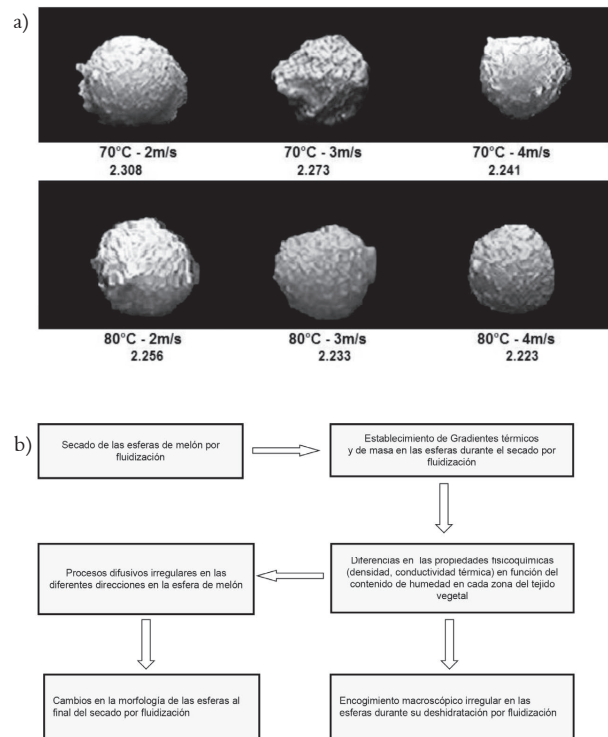 a)
70°C - 2m/s
2.308
70°C - 3m/s
2.273
70°C - 4m/s
2.241
80°C - 2m/s
2.256
80°C - 3m/s
2.233
80°C - 4m/s
2.223
b)
Secado de las esferas de melón por
fluidización
Establecimiento de Gradientes térmicos
y de masa en las esferas durante el secado por
fluidización
Diferencias en las propiedades fisicoquímicas
(densidad, conductividad térmica) en función del
contenido de humedad en cada zona del tejido
vegetal
Procesos difusivos irregulares en las
diferentes direcciones en la esfera de melón
Cambios en la morfología de las esferas al
final del secado por fluidización
Encogimiento macroscópico irregular en las
esferas durante su deshidratación por fluidización